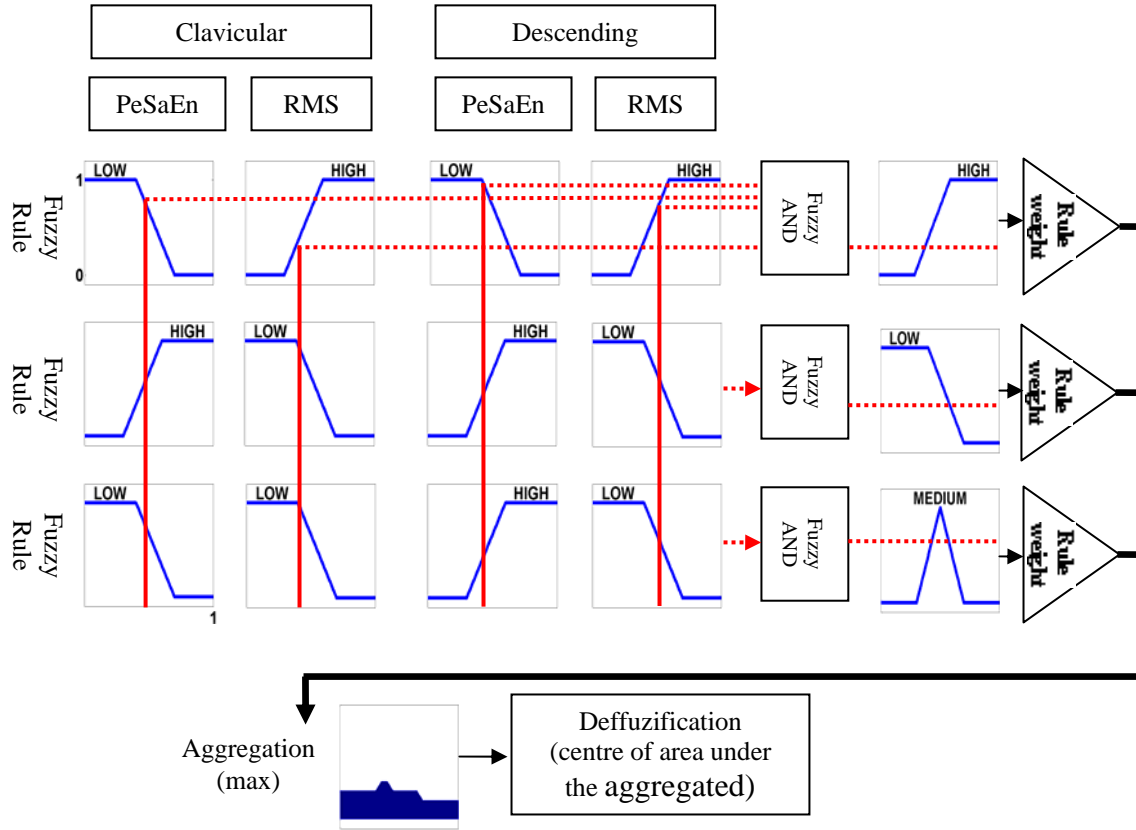 Clavicular
Descending
PeSaEn
RMS
PeSaEn
RMS
Fuzzy
Rule
1
0
LOW
HIGH
LOW
HIGH
Fuzzy
AND
HIGH
Rule
weight
Fuzzy
Rule
HIGH
LOW
HIGH
LOW
Fuzzy
AND
LOW
Rule
weight
Fuzzy
Rule
LOW
LOW
HIGH
LOW
Fuzzy
AND
MEDIUM
Rule
weight
1
Aggregation
(max)
Deffuzification
(centre of area under
the aggregated)